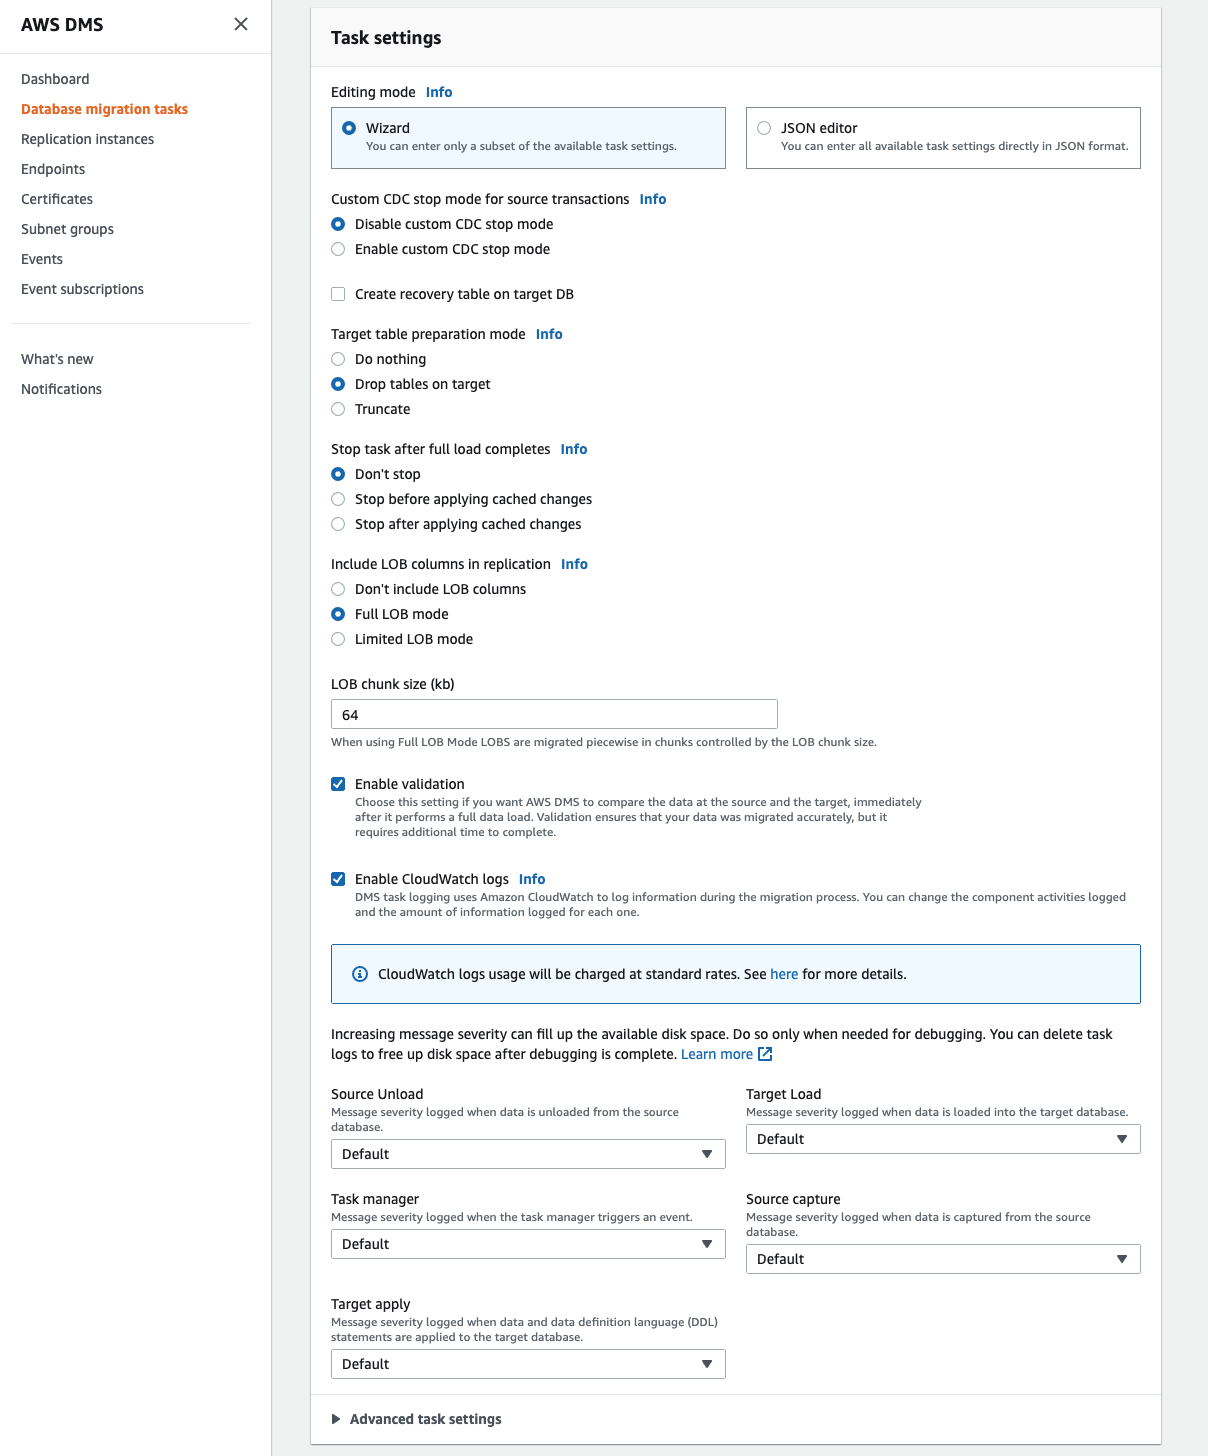 AWS DMS
Dashboard
Database migration tasks
Replication instances
Endpoints
Certificates
Subnet groups
Events
Event subscriptions
What's new
Notifications
Task settings
Editing mode Info
Wizard
You can enter only a subset of the available task settings.
JSON editor
You can enter all available task settings directly in JSON format.
Custom CDC stop mode for source transactions Info
Disable custom CDC stop mode
Enable custom CDC stop mode
Create recovery table on target DB
Target table preparation mode Info
Do nothing
Drop tables on target
Truncate
Stop task after full load completes Info
Don't stop
Stop before applying cached changes
Stop after applying cached changes
Include LOB columns in replication Info
Don't include LOB columns
Full LOB mode
Limited LOB mode
LOB chunk size (kb)
64
When using Full LOB Mode LOBS are migrated piecewise in chunks controlled by the LOB chunk size.
Enable validation
Choose this setting if you want AWS DMS to compare the data at the source and the target, immediately
after it performs a full data load. Validation ensures that your data was migrated accurately, but it
requires additional time to complete.
Enable CloudWatch logs Info
DMS task logging uses Amazon CloudWatch to log information during the migration process. You can change the component activities logged
and the amount of information logged for each one.
CloudWatch logs usage will be charged at standard rates. See here for more details.
Increasing message severity can fill up the available disk space. Do so only when needed for debugging. You can delete task
logs to free up disk space after debugging is complete. Learn more
Source Unload
Message severity logged when data is unloaded from the source
database.
Default
Target Load
Message severity logged when data is loaded into the target database.
Default
Task manager
Message severity logged when the task manager triggers an event.
Default
Source capture
Message severity logged when data is captured from the source
database.
Default
Target apply
Message severity logged when data and data definition language (DDL)
statements are applied to the target database.
Default
Advanced task settings